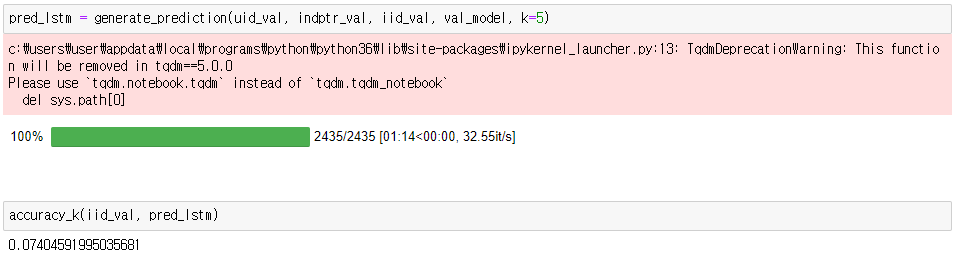 pred_lstm = generate_prediction(uid_val, indptr_val, iid_val, val_model, k=5)
c:₩users₩user₩appdata₩local₩programs₩python₩python36₩lib₩site-packages₩ipykernel_launcher.py:13: TqdmDeprecationWarning: This functio
n will be removed in tqdm==5.0.0
Please use `tqdm.notebook.tqdm` instead of `tqdm.tqdm_notebook`
  del sys.path[0]
100% 2435/2435 [01:14<00:00, 32.55it/s]
accuracy_k(iid_val, pred_lstm)
0.07404591995035681